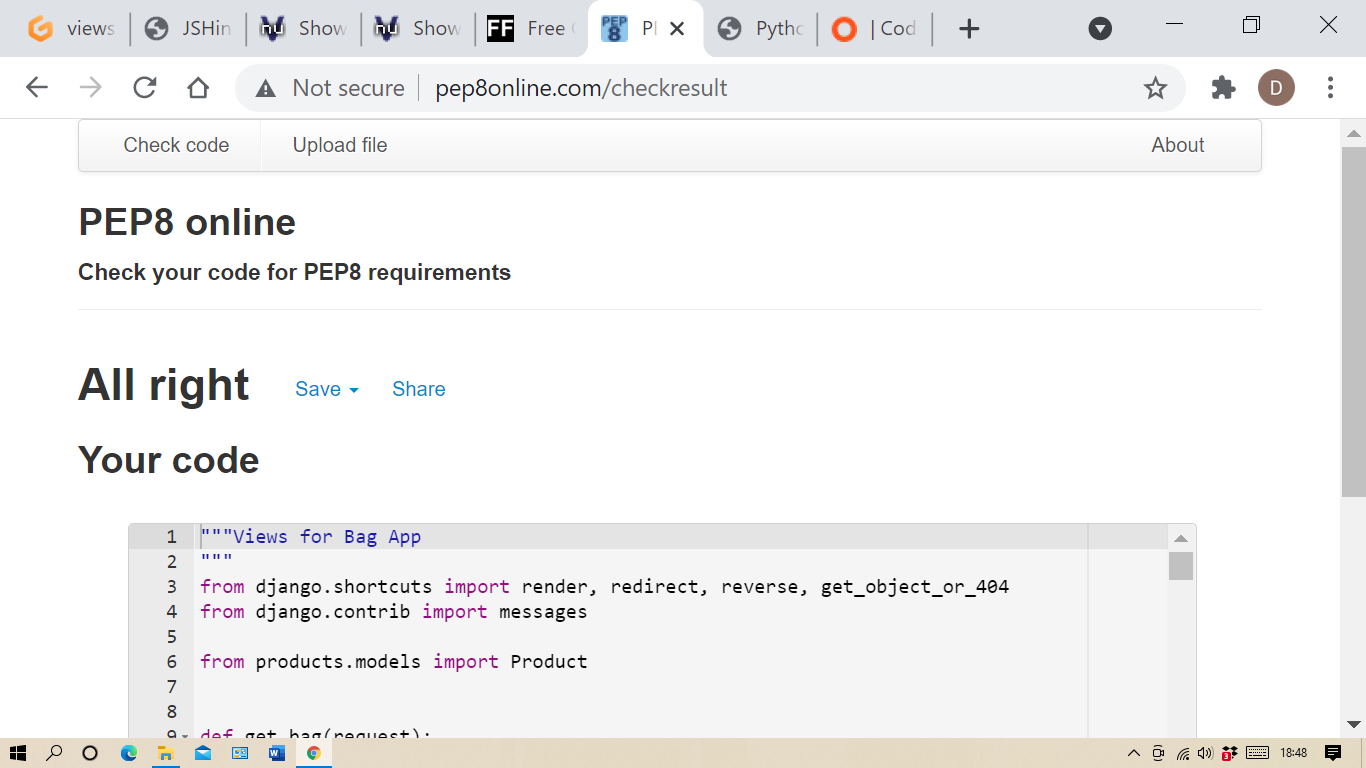 views
JSHin
Show
Show
FF Free
PEP 8
Pytho
| Cod
Not secure
pep8online.com/checkresult
D
Check code
Upload file
About
PEP8 online
Check your code for PEP8 requirements
All right
Save
Share
Your code
1 """Views for Bag App
2 """
3 from django.shortcuts import render, redirect, reverse, get_object_or_404
4 from django.contrib import messages
5
6 from products.models import Product
7
8
9 def get_bag(request):
3
18:48